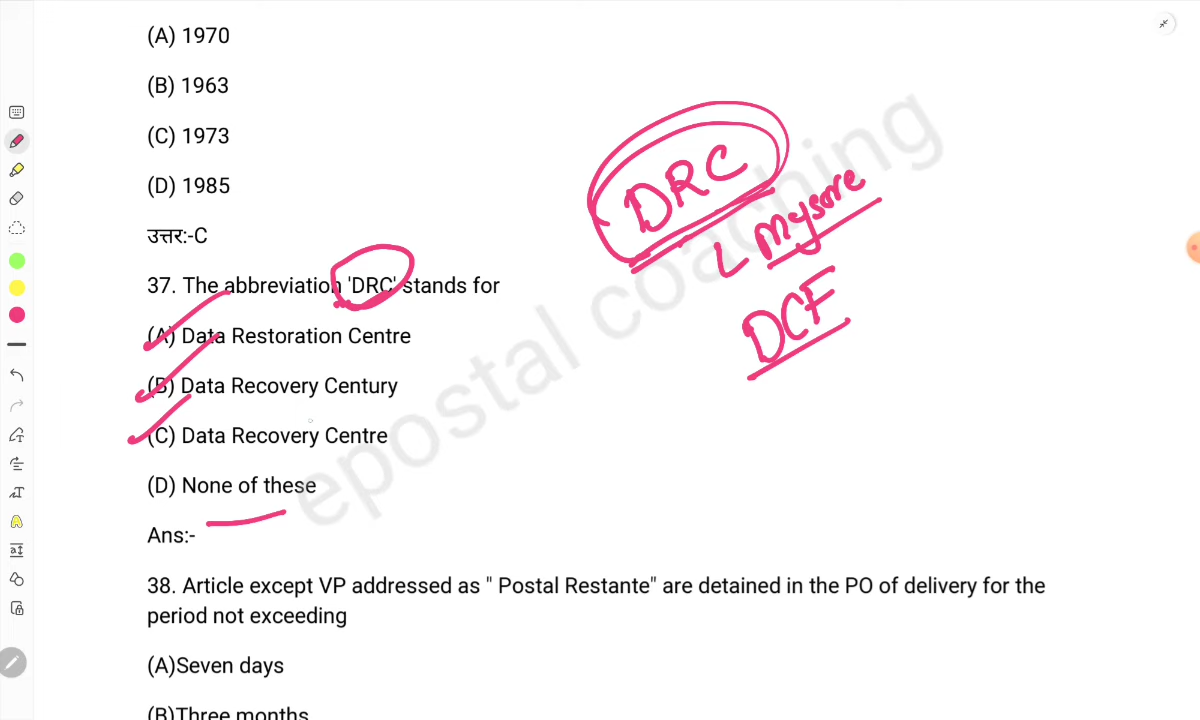 (A) 1970
(B) 1963
(C) 1973
(D) 1985
उत्तर:-C
37. The abbreviation 'DRC' stands for
(A) Data Restoration Centre
(B) Data Recovery Century
(C) Data Recovery Centre
(D) None of these
Ans:-
38. Article except VP addressed as " Postal Restante" are detained in the PO of delivery for the
period not exceeding
(A)Seven days
(B)Three months
DRC
Mysore
DCF
epostal coaching